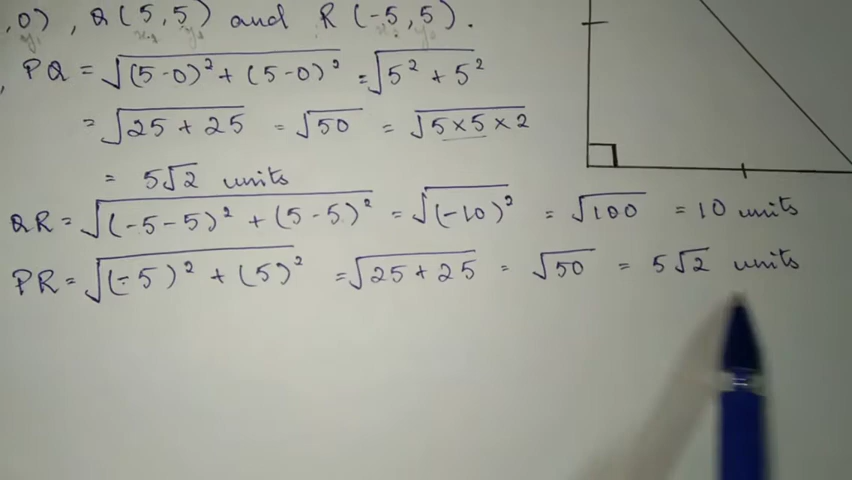 ,0), Q(5,5) and R(-5,5).
, PQ = √(5-0)² + (5-0)² = √5² + 5²
= √25 + 25 = √50 = √5×5×2
= 5√2 units
QR = √(-5-5)² + (5-5)² = √(-10)² = √100 = 10 units
PR = √(-5)² + (5)² = √25 + 25 = √50 = 5√2 units